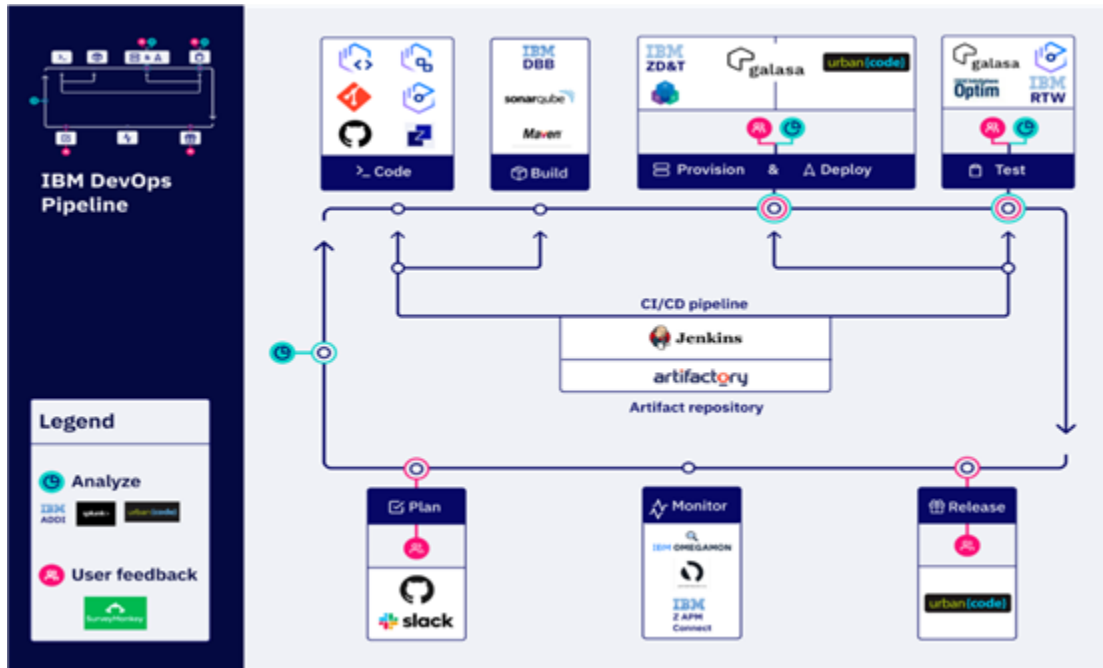 IBM DevOps
Pipeline
Legend
Analyze
IBM
ADDI
splunk>
urban{code}
User feedback
SurveyMonkey
>_ Code
IBM
DBB
sonarqube
Maven
Build
IBM
ZD&T
galasa
urban{code}
Provision & Deploy
galasa
Optim
IBM
RTW
Test
CI/CD pipeline
Jenkins
artifactory
Artifact repository
Plan
slack
Monitor
IBM OMEGAMON
IBM
Z APM
Connect
Release
urban{code}